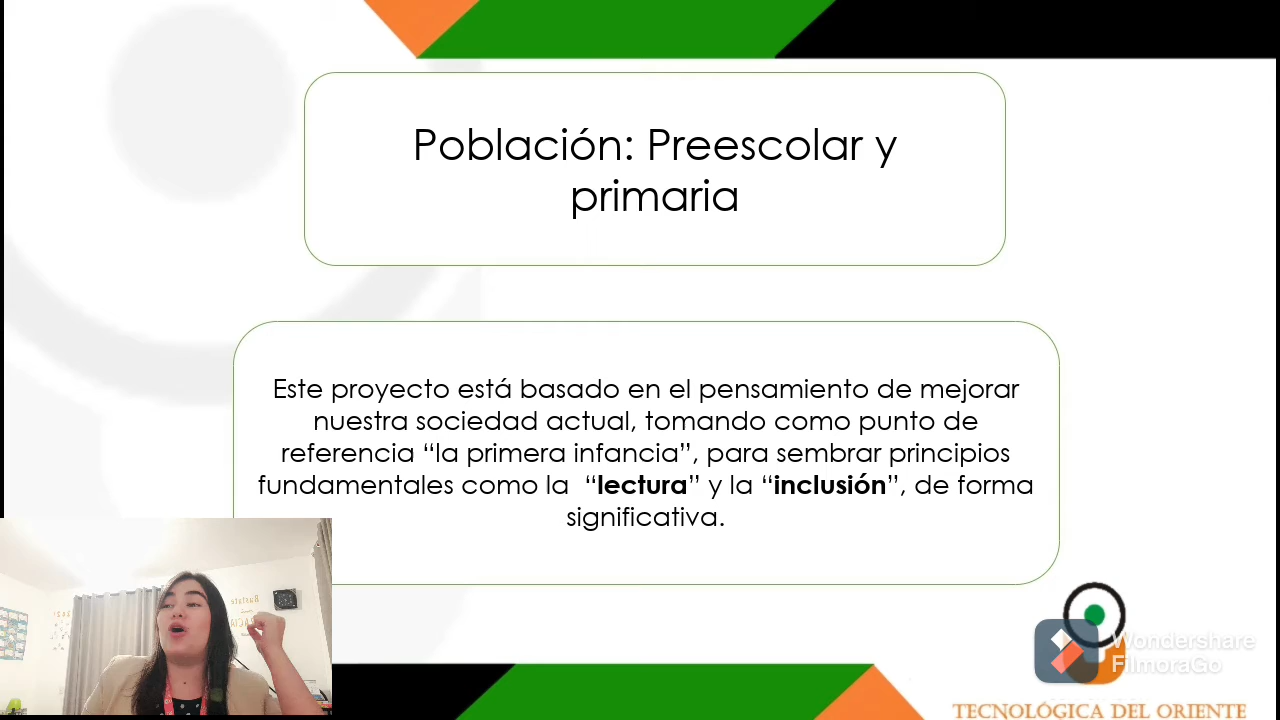 Población: Preescolar y
primaria
Este proyecto está basado en el pensamiento de mejorar
nuestra sociedad actual, tomando como punto de
referencia “la primera infancia”, para sembrar principios
fundamentales como la “lectura” y la “inclusión”, de forma
significativa.
Wondershare
FilmoraGo
TECNOLÓGICA DEL ORIENTE